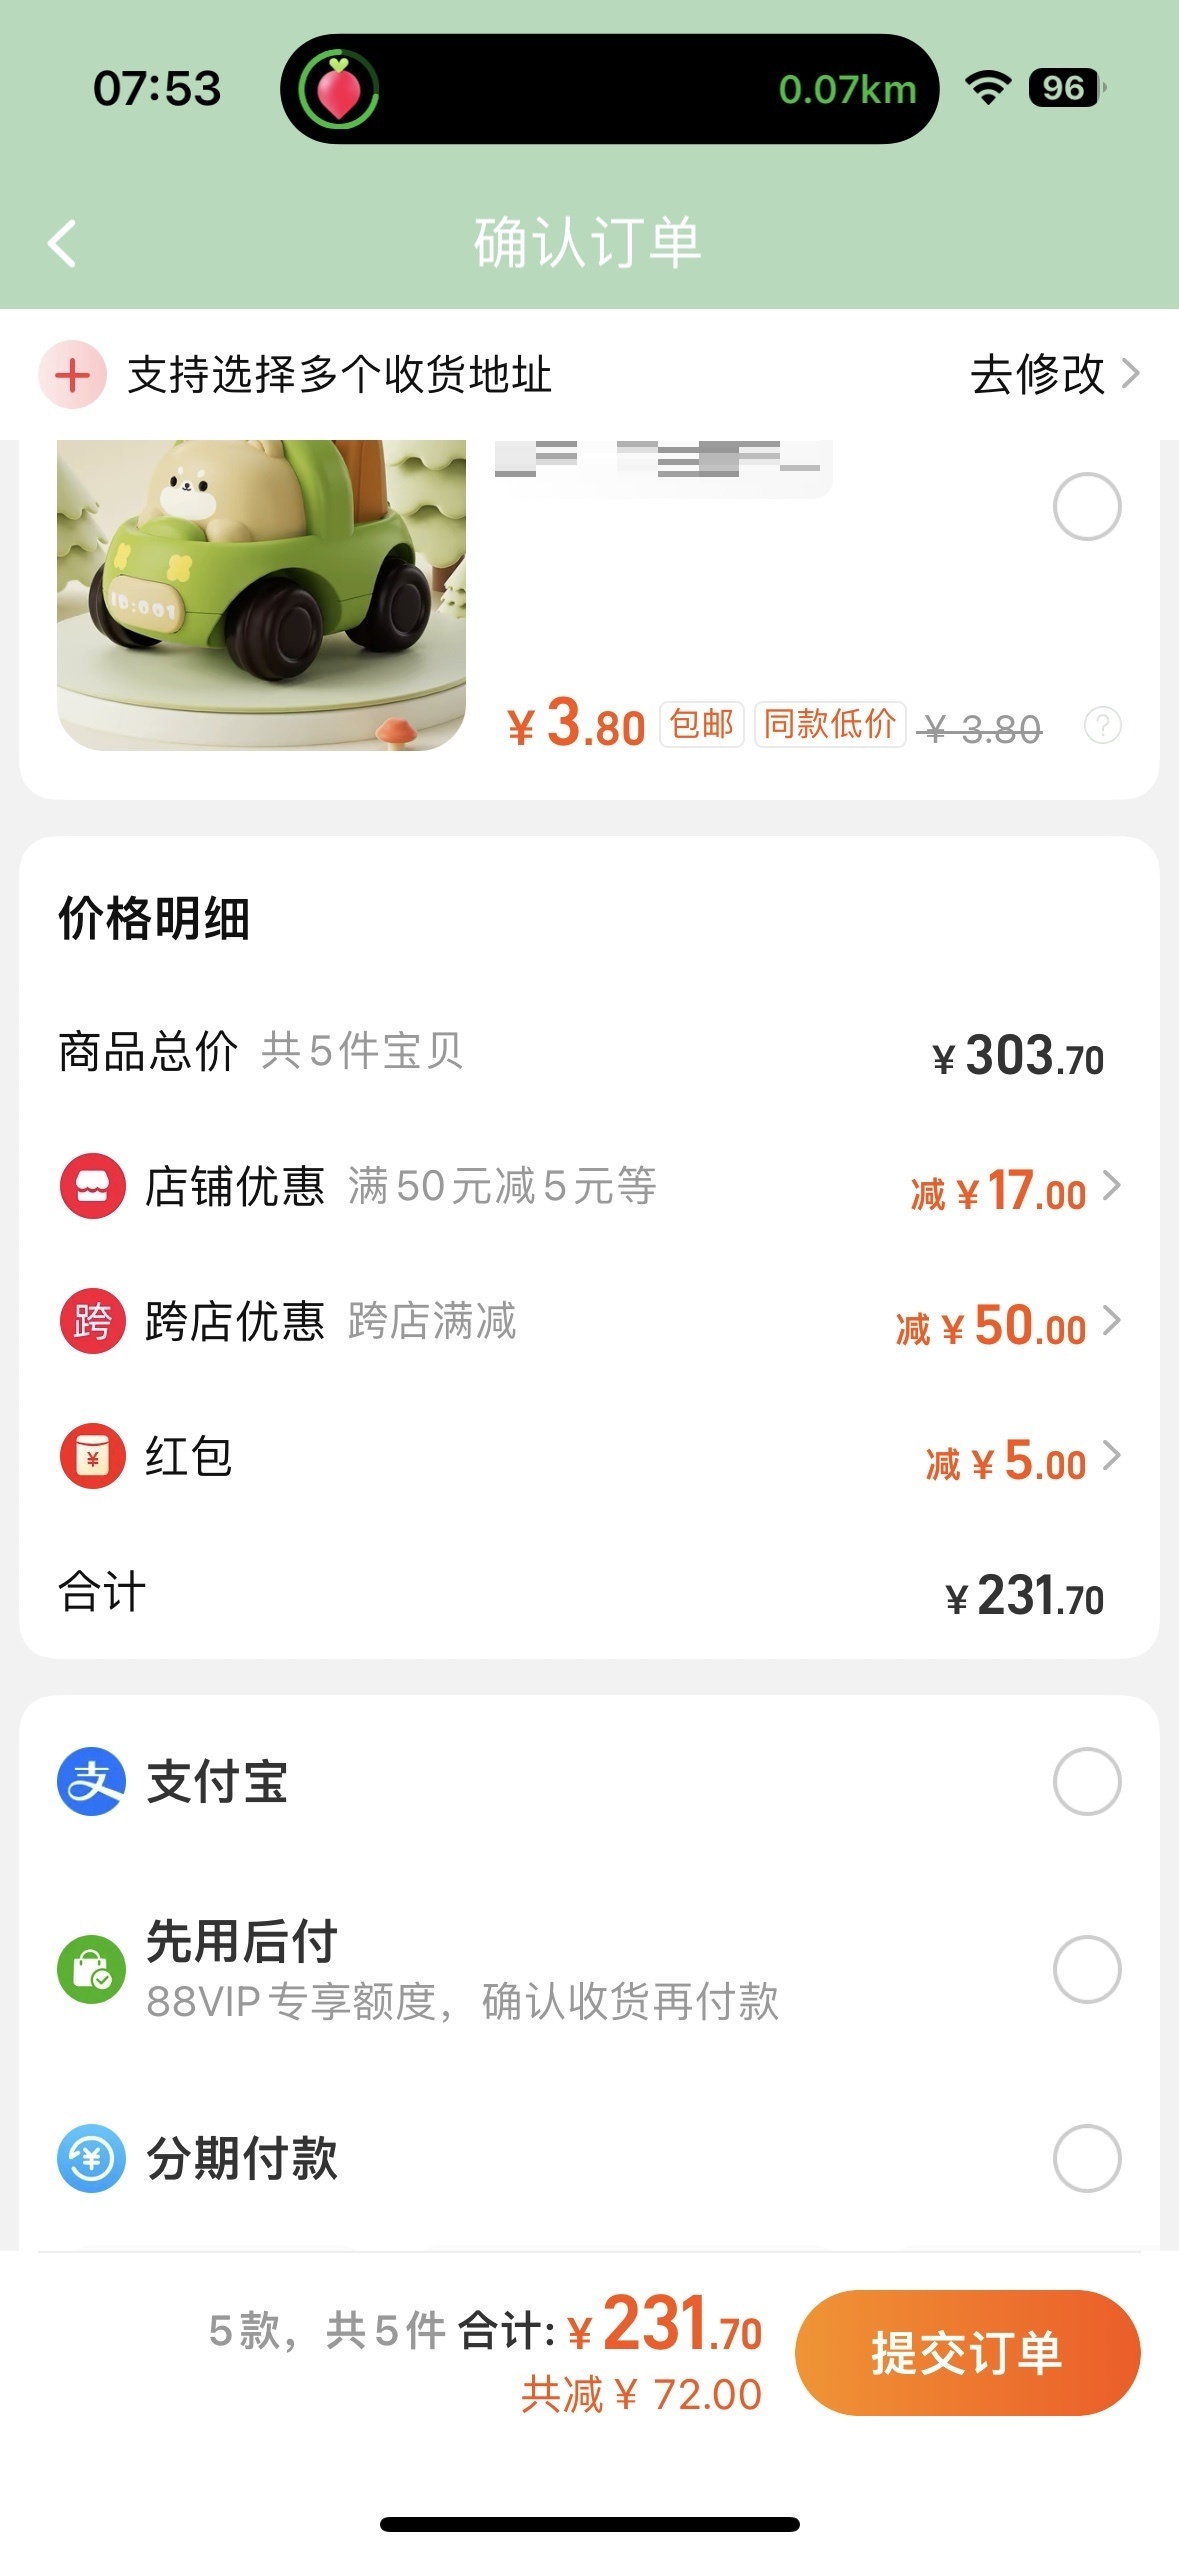 07:53
0.07km
96
确认订单
支持选择多个收货地址
去修改
ID:001
¥3.80 包邮 同款低价 ¥3.80 ?
价格明细
商品总价 共5件宝贝 ¥303.70
店铺优惠 满50元减5元等 减¥17.00
跨 跨店优惠 跨店满减 减¥50.00
¥ 红包 减¥5.00
合计 ¥231.70
支 支付宝
先用后付
88VIP专享额度，确认收货再付款
¥ 分期付款
5款，共5件 合计:¥231.70
共减¥72.00
提交订单